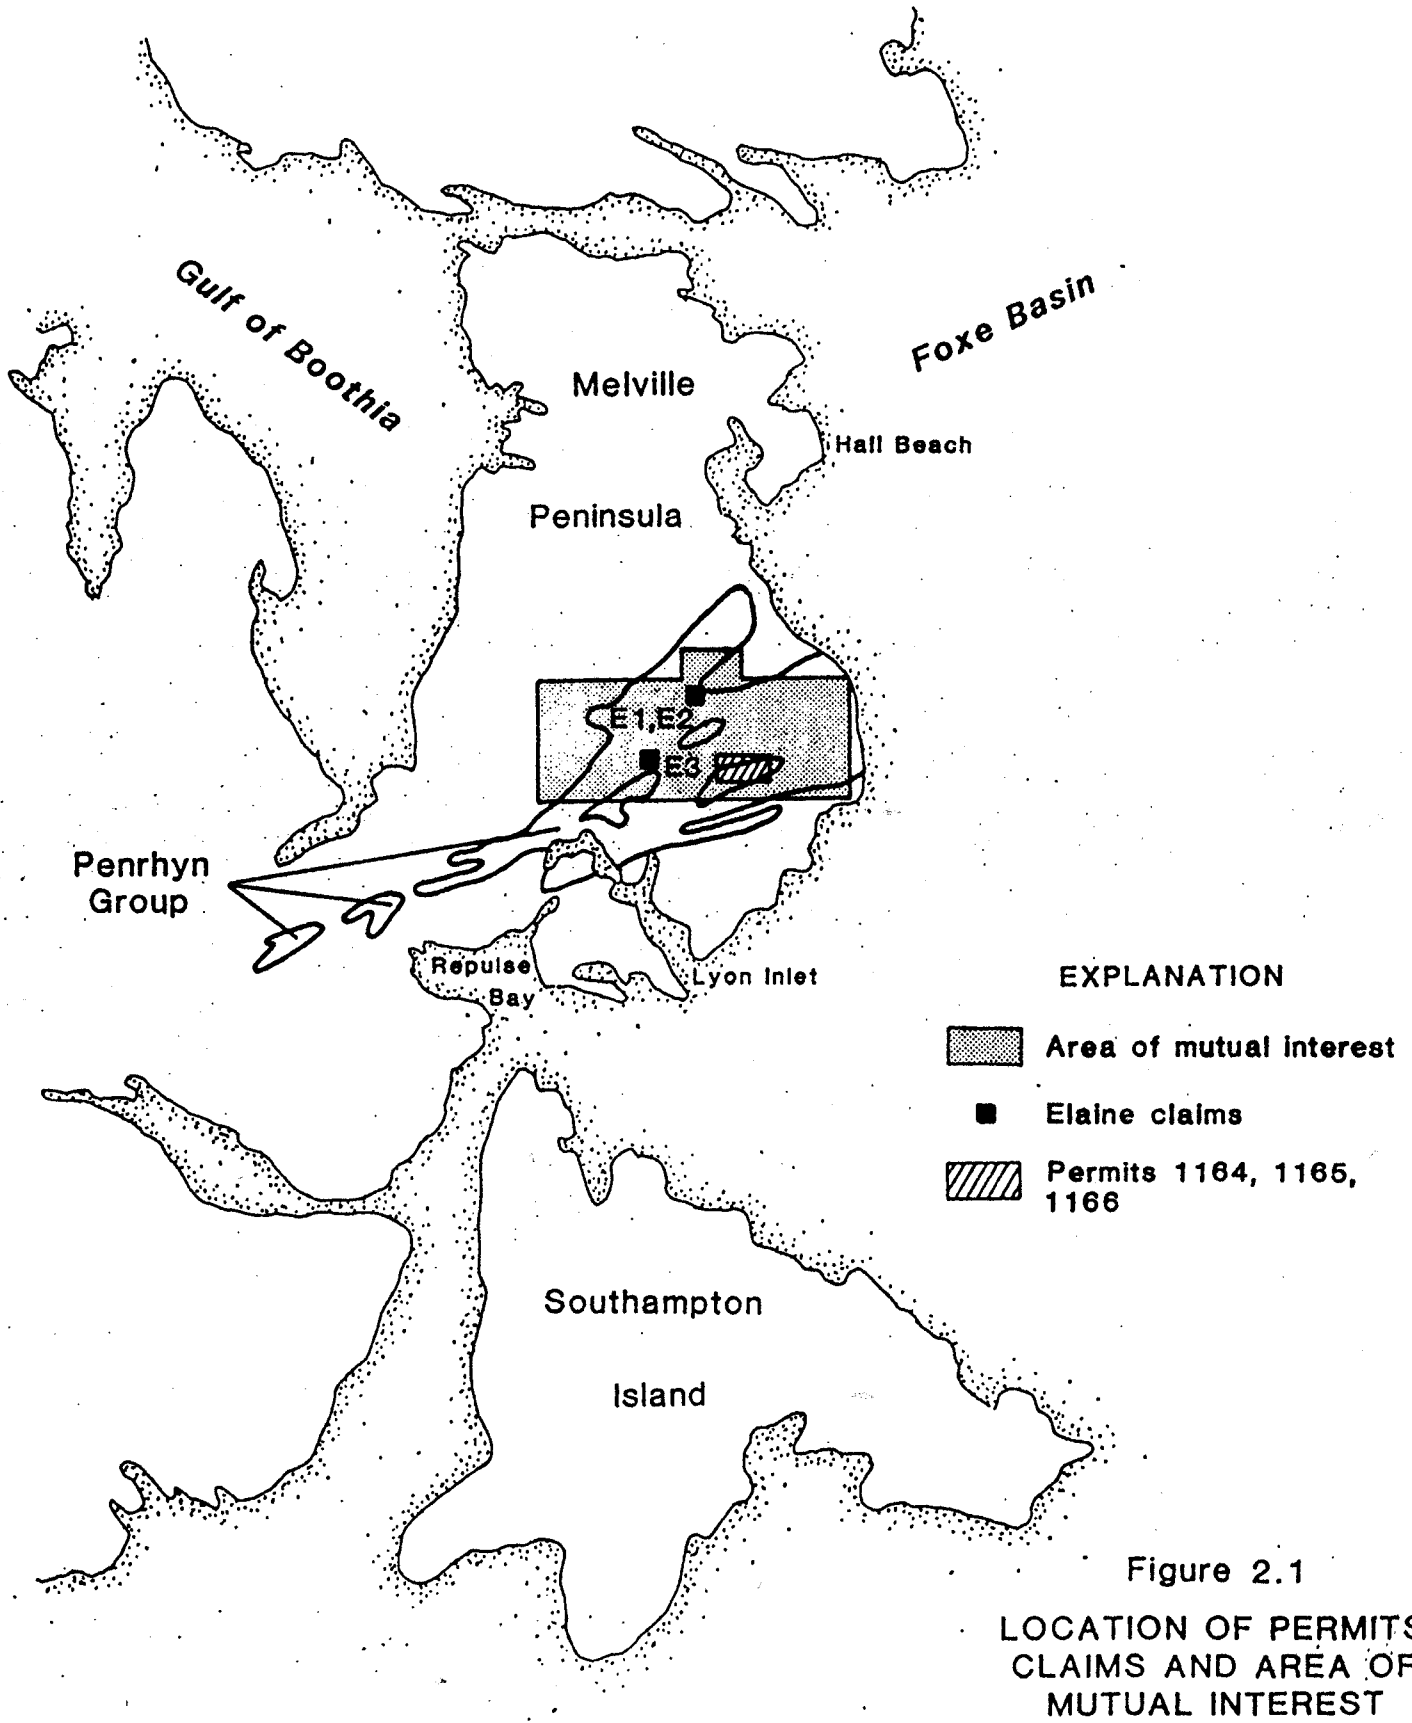 Gulf of Boothia
Foxe Basin
Melville
Hall Beach
Peninsula
E1,E2
E3
Penrhyn
Group
Repulse
Bay
Lyon Inlet
EXPLANATION
Area of mutual interest
Elaine claims
Permits 1164, 1165,
1166
Southampton
Island
Figure 2.1
LOCATION OF PERMITS
CLAIMS AND AREA OF
MUTUAL INTEREST